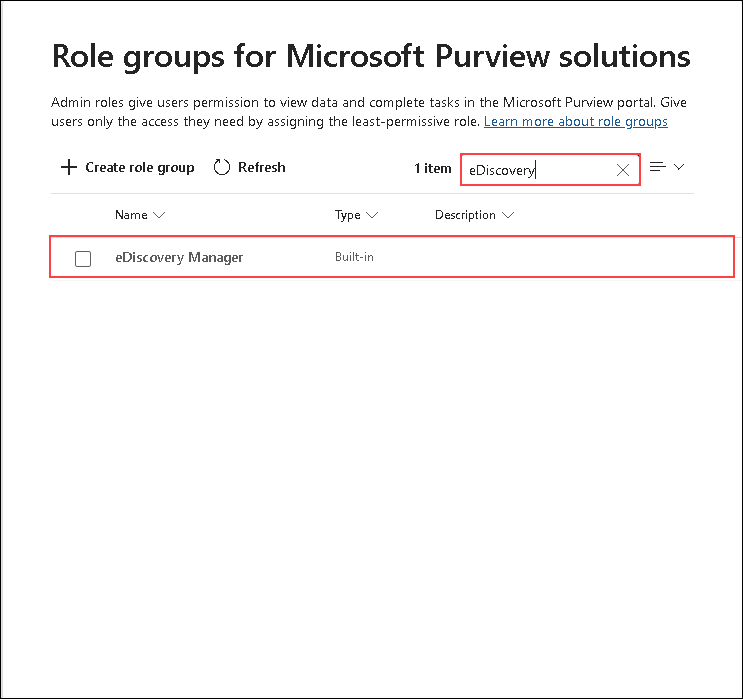 Role groups for Microsoft Purview solutions
Admin roles give users permission to view data and complete tasks in the Microsoft Purview portal. Give
users only the access they need by assigning the least-permissive role. Learn more about role groups
Create role group Refresh 1 item eDiscovery
Name Type Description
eDiscovery Manager Built-in